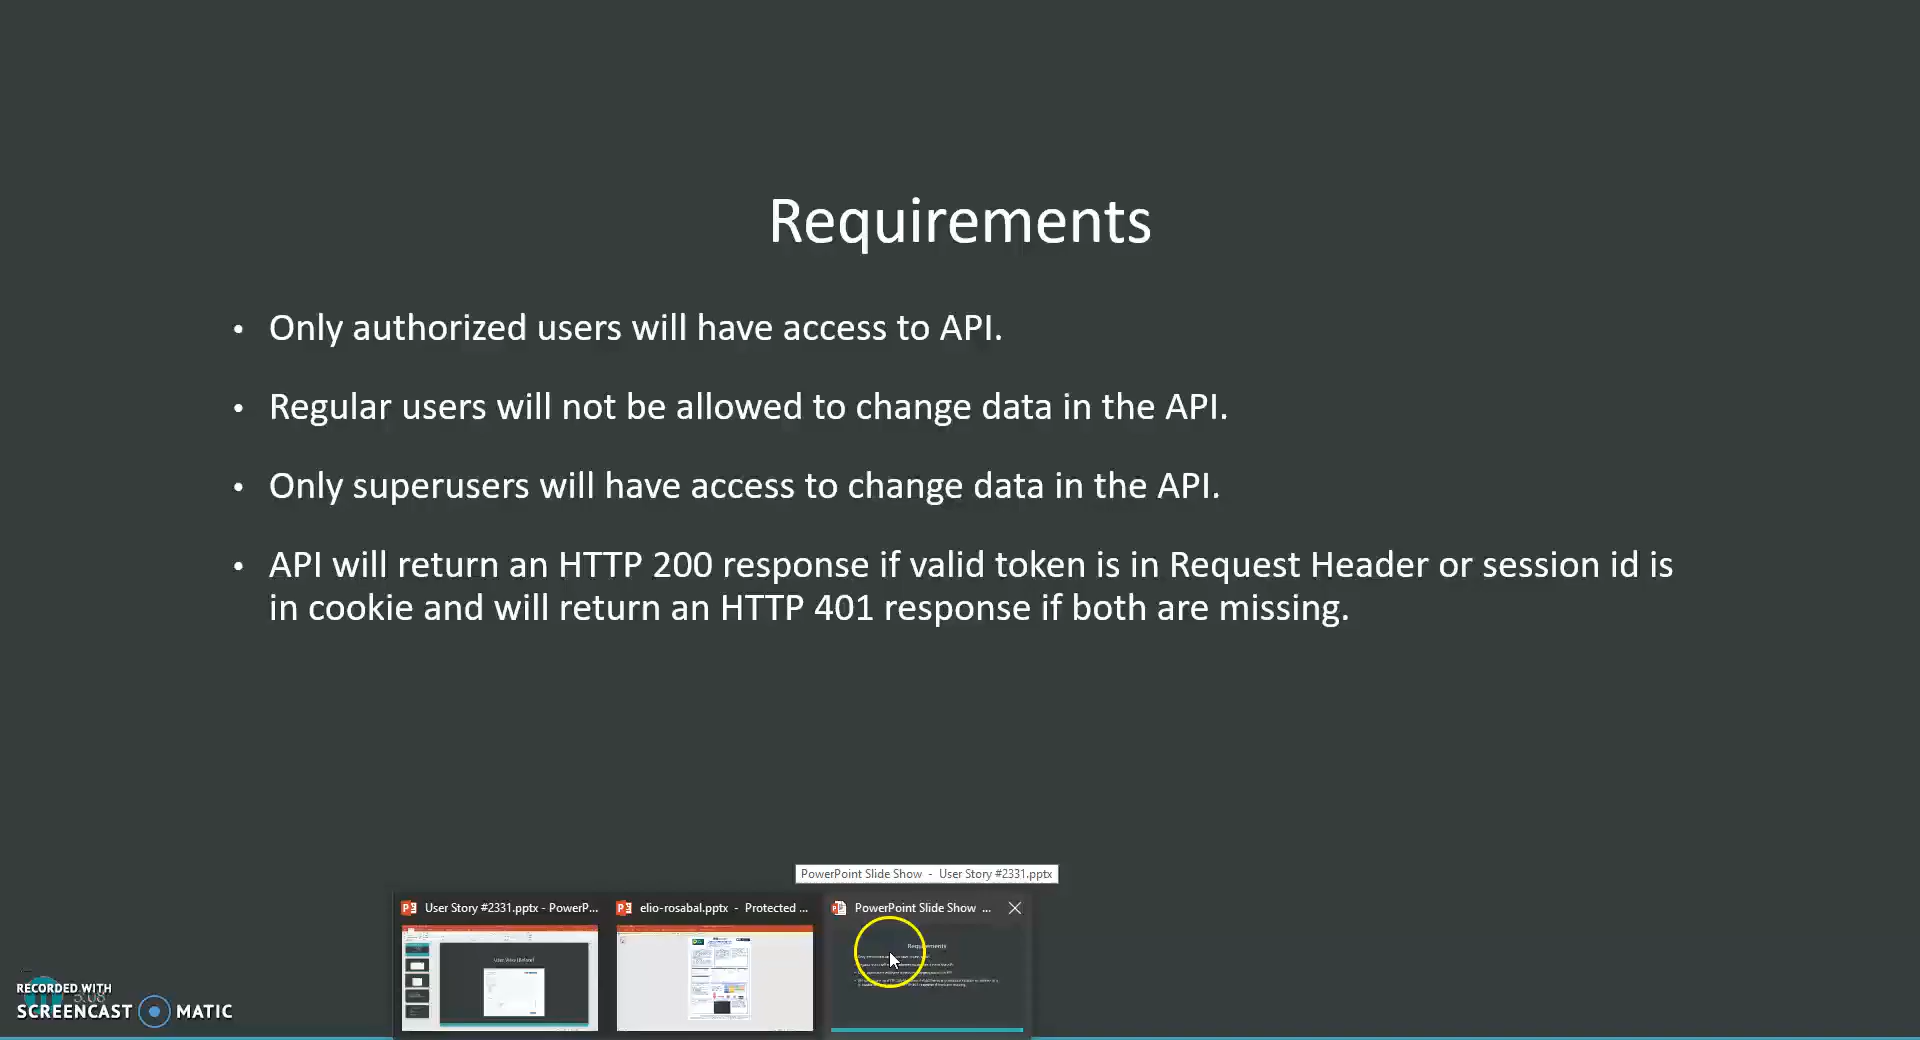 Requirements
• Only authorized users will have access to API.
• Regular users will not be allowed to change data in the API.
• Only superusers will have access to change data in the API.
• API will return an HTTP 200 response if valid token is in Request Header or session id is
in cookie and will return an HTTP 401 response if both are missing.
PowerPoint Slide Show - User Story #2331.pptx
User Story #2331.pptx - PowerP...
elio-rosabal.pptx - Protected ...
PowerPoint Slide Show ...
Requirements
RECORDED WITH
SCREENCAST MATIC